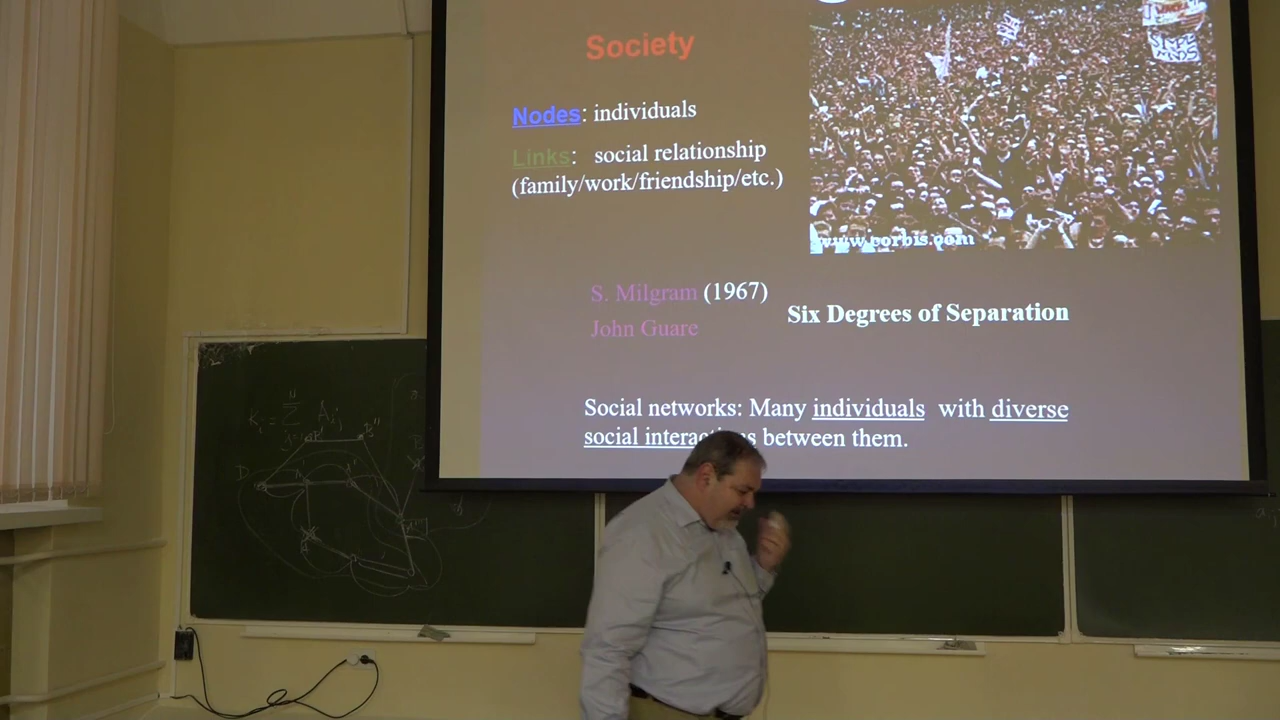 Society
Nodes: individuals
Links: social relationship
(family/work/friendship/etc.)
www.corbis.com
S. Milgram (1967)
John Guare
Six Degrees of Separation
Social networks: Many individuals with diverse
social interactions between them.
N
D